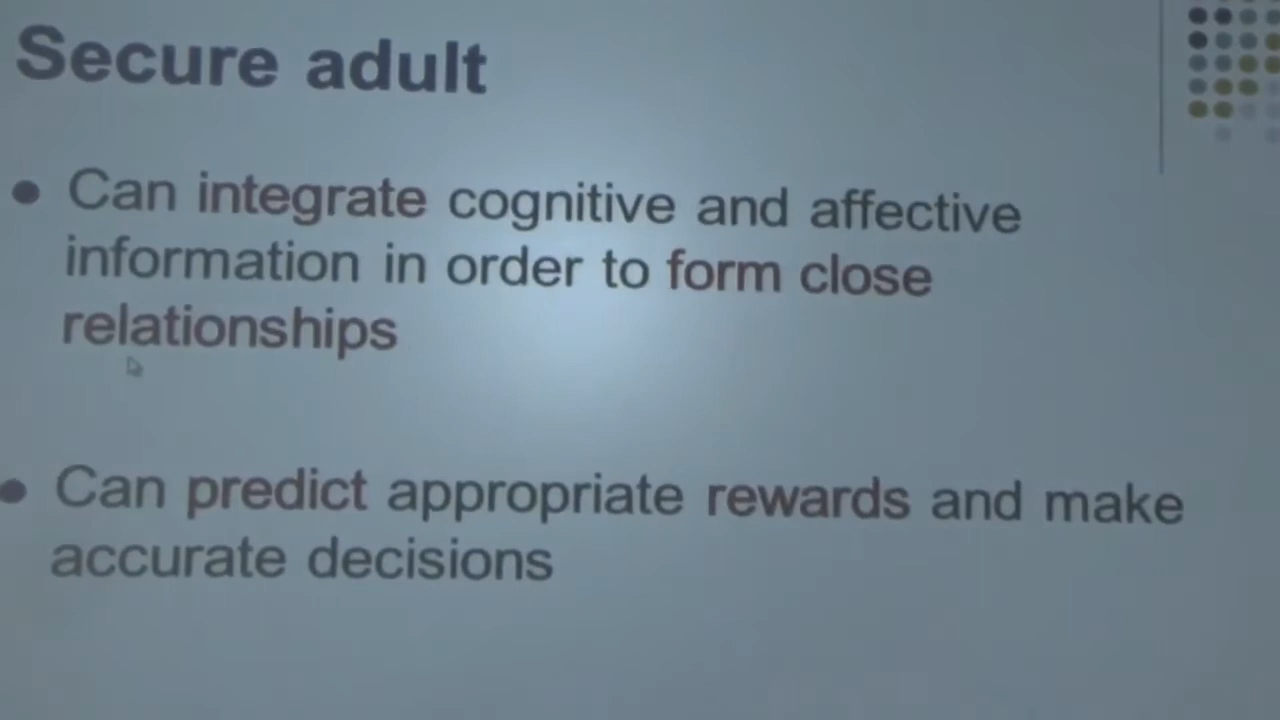 Secure adult
• Can integrate cognitive and affective
information in order to form close
relationships
• Can predict appropriate rewards and make
accurate decisions